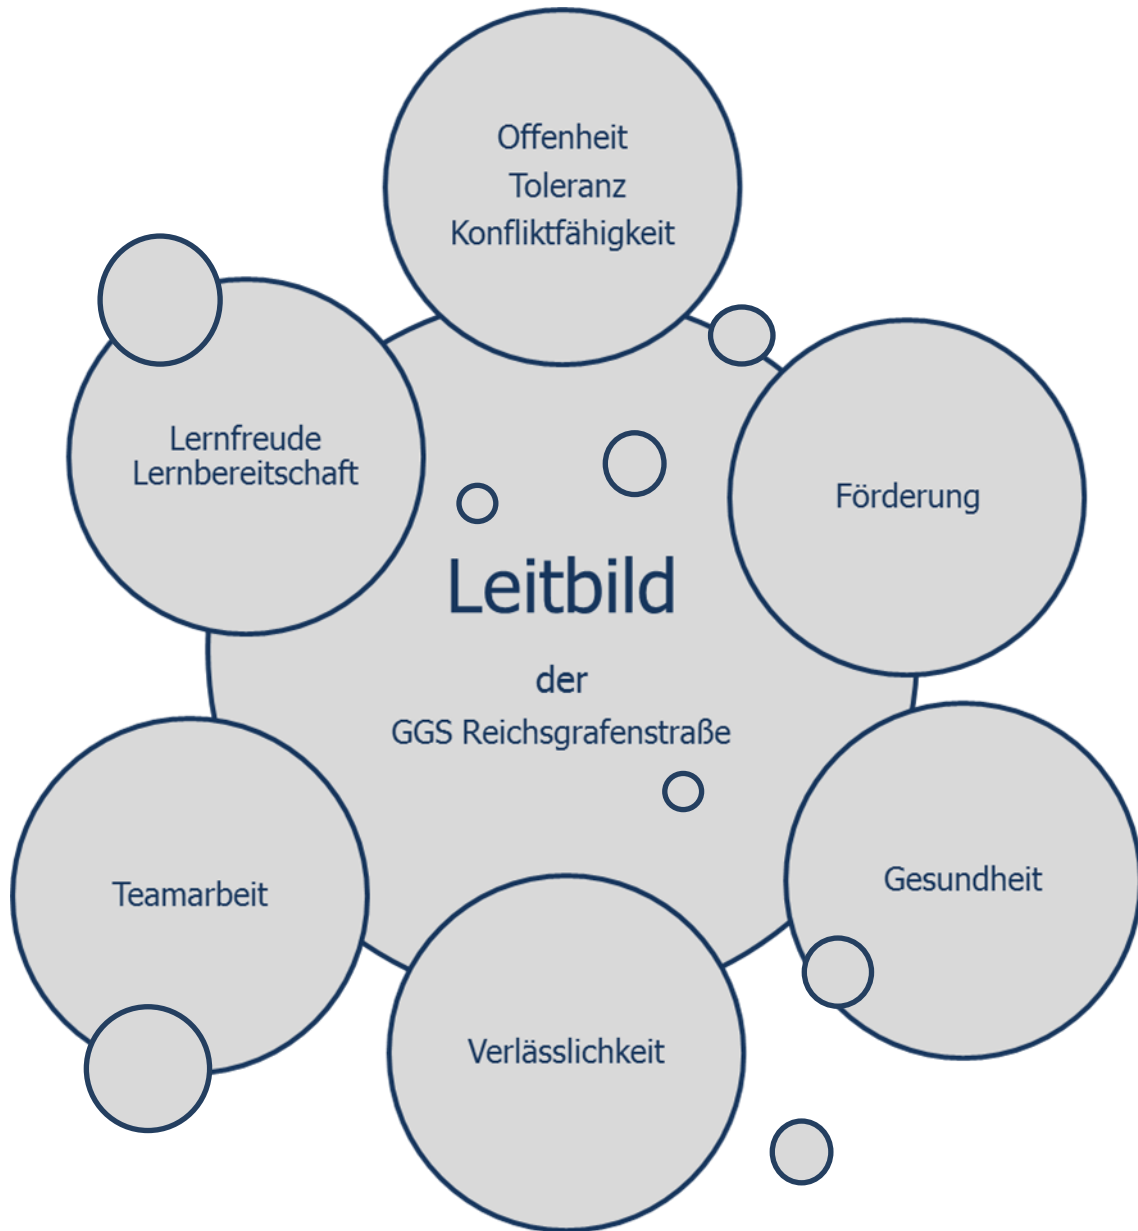 Offenheit
Toleranz
Konfliktfähigkeit
Lernfreude
Lernbereitschaft
Förderung
Leitbild
der
GGS Reichsgrafenstraße
Teamarbeit
Gesundheit
Verlässlichkeit